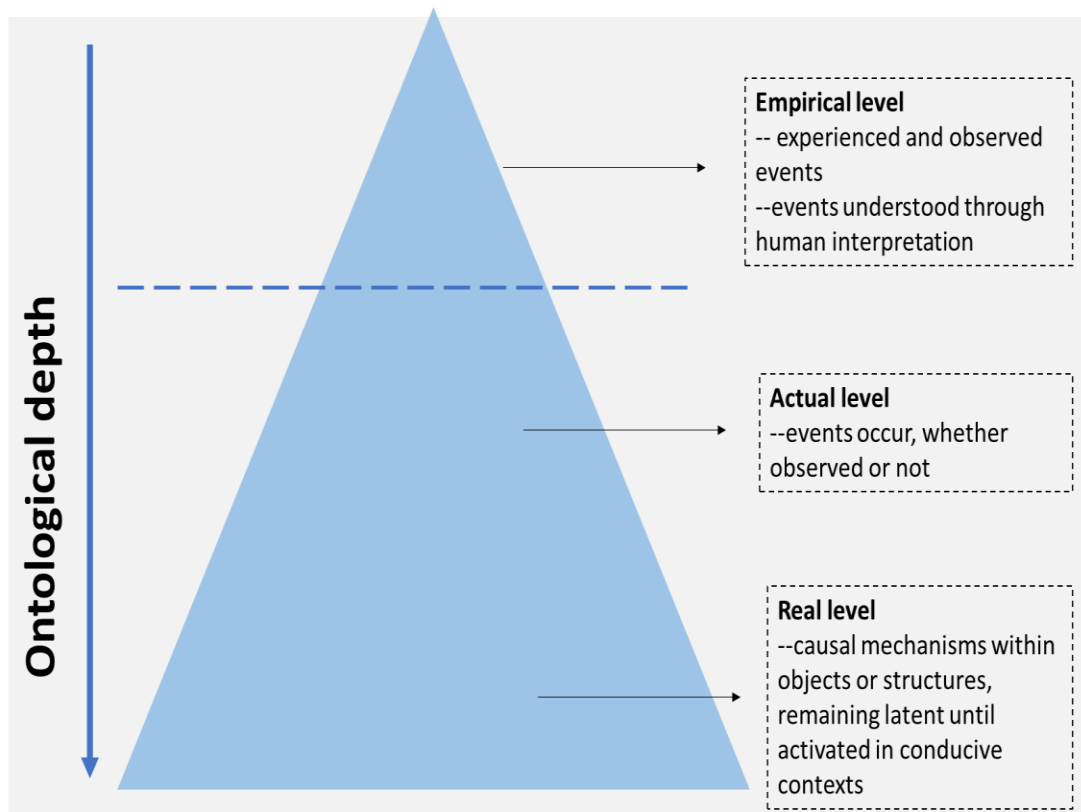 Ontological depth
Empirical level
-- experienced and observed
events
--events understood through
human interpretation
Actual level
--events occur, whether
observed or not
Real level
--causal mechanisms within
objects or structures,
remaining latent until
activated in conducive
contexts